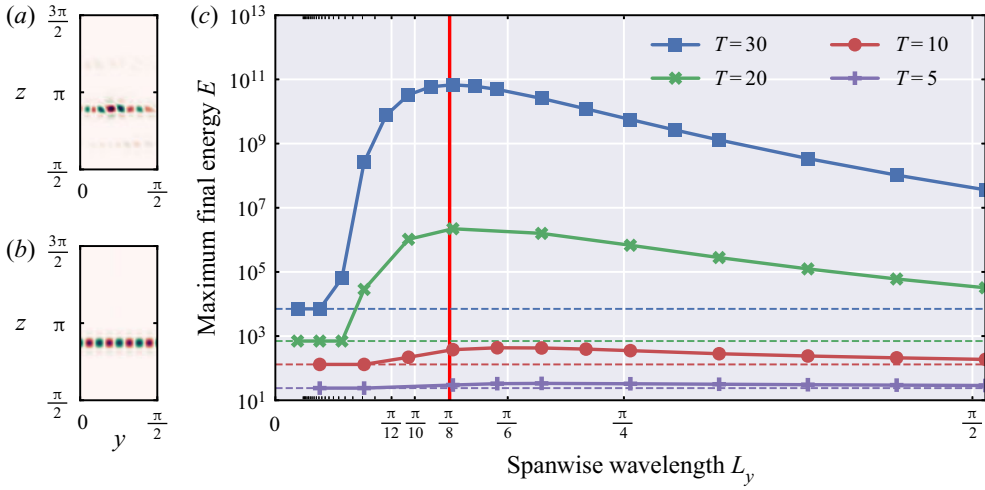 (a)
3π/2
z
π
π/2
0
π/2
(b)
3π/2
z
π
π/2
0
y
π/2
(c)
Maximum final energy E
10^13
10^11
10^9
10^7
10^5
10^3
10^1
T = 30
T = 10
T = 20
T = 5
0
π/12
π/10
π/8
π/6
π/4
π/2
Spanwise wavelength L_y